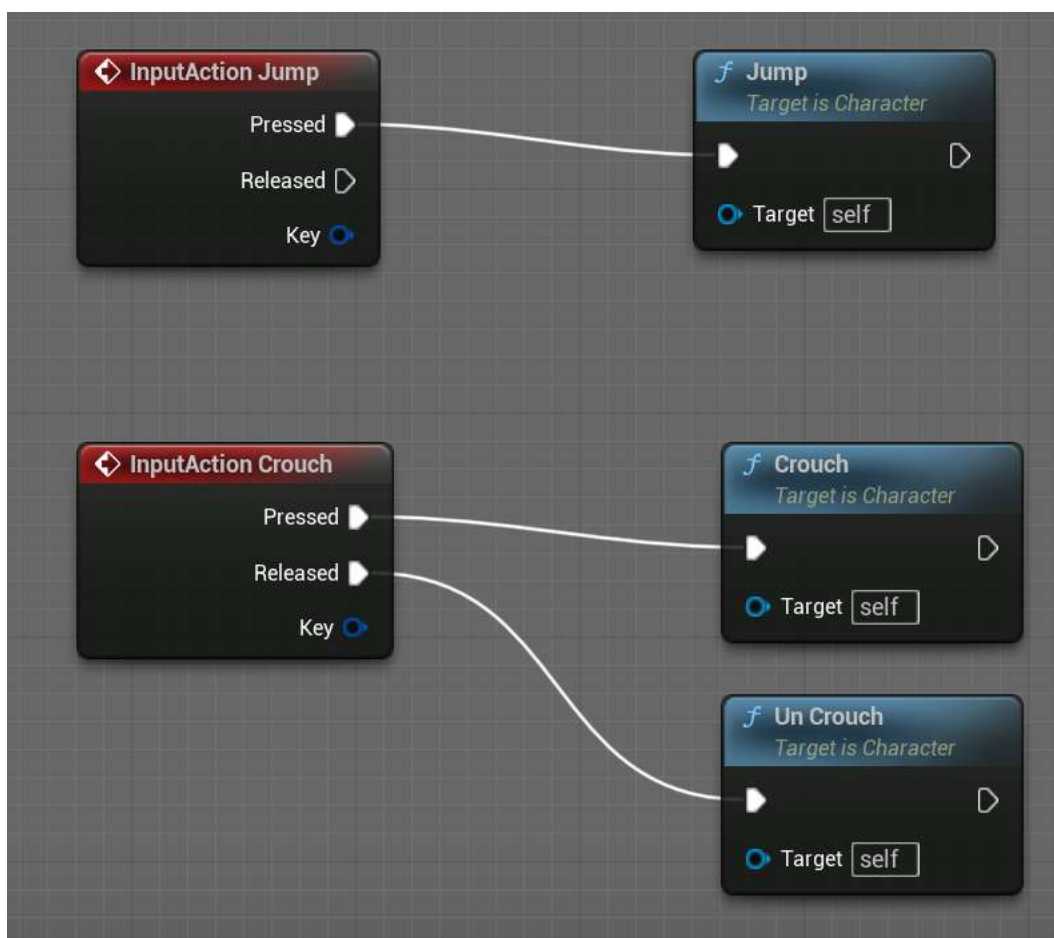 InputAction Jump
Pressed
Released
Key
f Jump
Target is Character
Target self
InputAction Crouch
Pressed
Released
Key
f Crouch
Target is Character
Target self
f Un Crouch
Target is Character
Target self